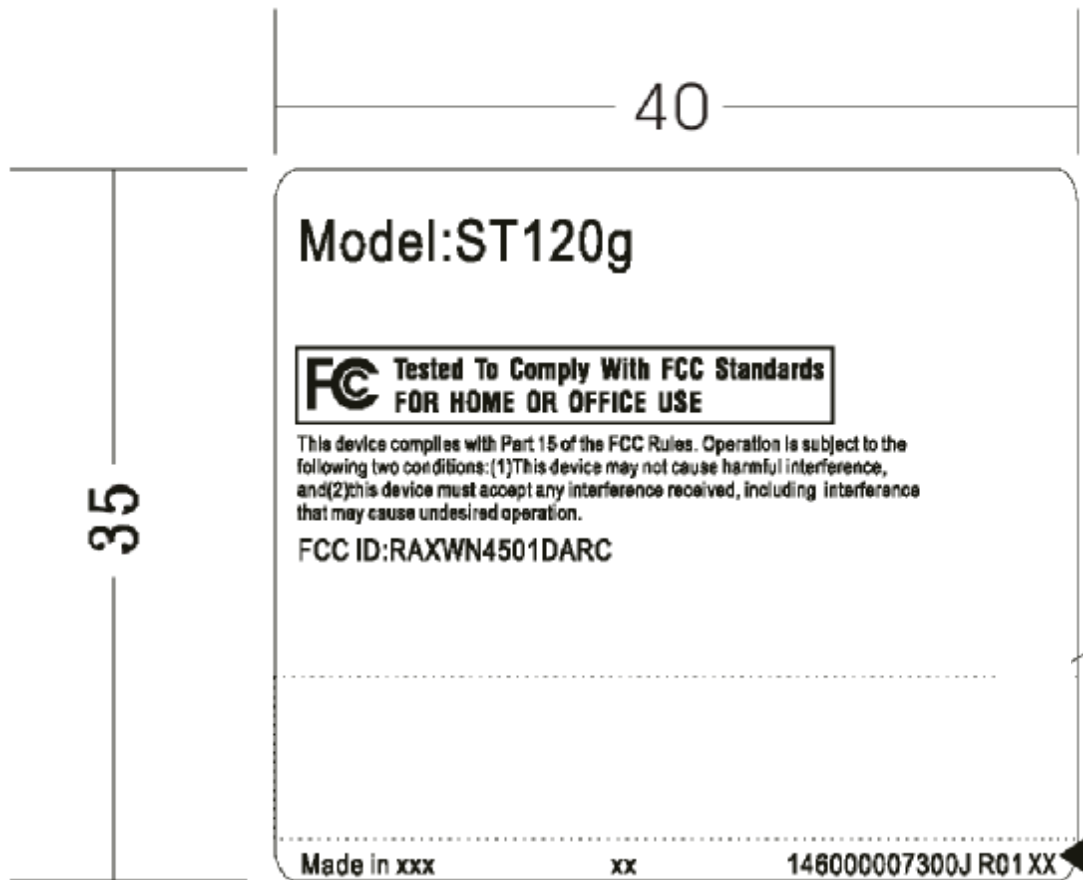 40
35
Model:ST120g
FC Tested To Comply With FCC Standards
FOR HOME OR OFFICE USE
This device complies with Part 15 of the FCC Rules. Operation is subject to the
following two conditions:(1)This device may not cause harmful interference,
and(2)this device must accept any interference received, including interference
that may cause undesired operation.
FCC ID:RAXWN4501DARC
Made in xxx xx 146000007300J R01 XX